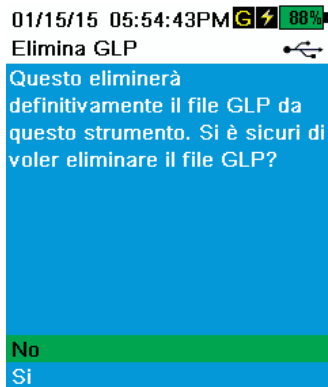 01/15/15 05:54:43PM G 88%
Elimina GLP
Questo eliminerà
definitivamente il file GLP da
questo strumento. Si è sicuri di
voler eliminare il file GLP?
No
Si